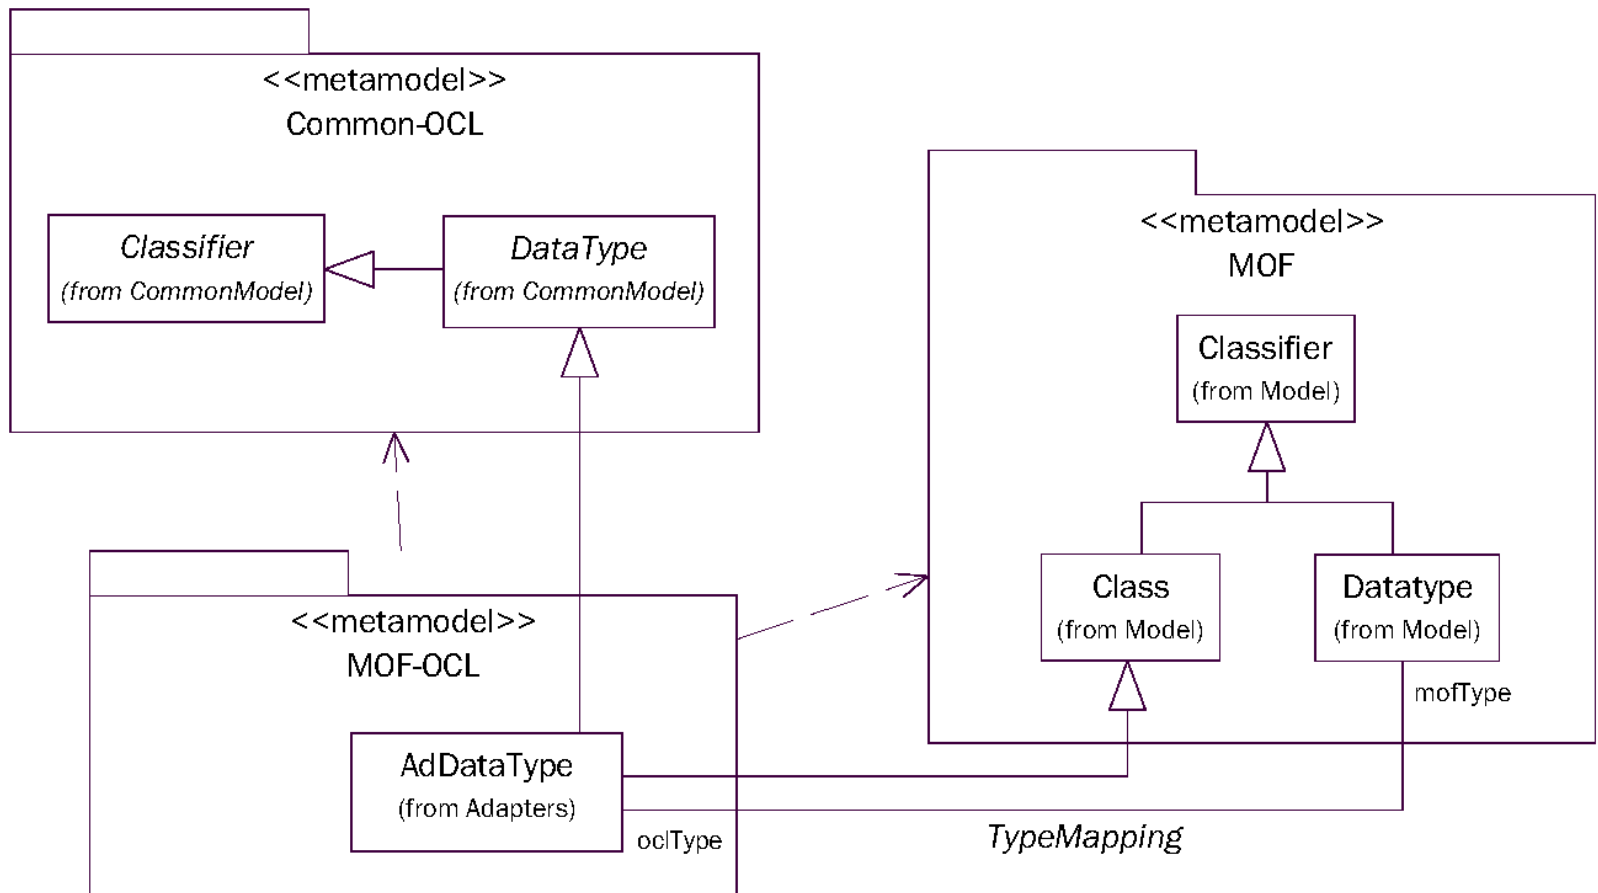 <<metamodel>>
Common-OCL
Classifier
(from CommonModel)
DataType
(from CommonModel)
<<metamodel>>
MOF
Classifier
(from Model)
Class
(from Model)
Datatype
(from Model)
mofType
<<metamodel>>
MOF-OCL
AdDataType
(from Adapters)
oclType
TypeMapping